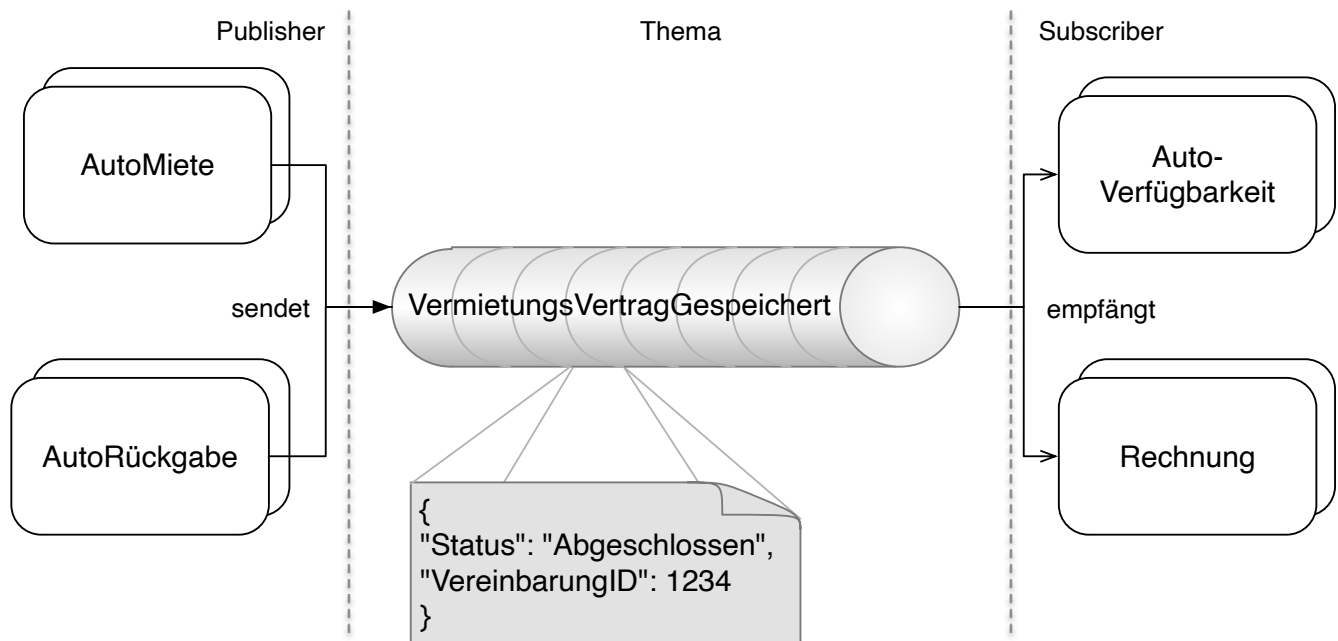 Publisher
Thema
Subscriber
AutoMiete
Auto-
Verfügbarkeit
sendet
VermietungsVertragGespeichert
empfängt
AutoRückgabe
Rechnung
{
"Status": "Abgeschlossen",
"VereinbarungID": 1234
}